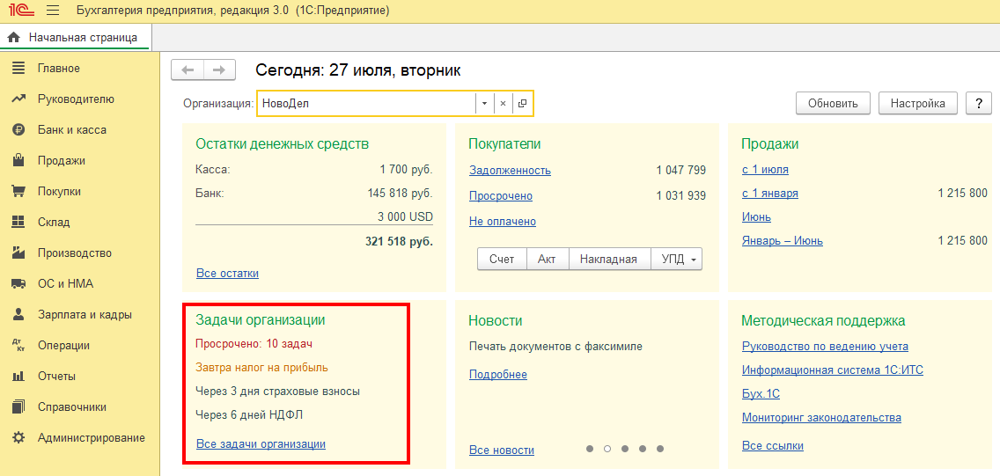 1С Бухгалтерия предприятия, редакция 3.0 (1С:Предприятие)
Начальная страница
Главное
Руководителю
Банк и касса
Продажи
Покупки
Склад
Производство
ОС и НМА
Зарплата и кадры
Дт Кт Операции
Отчеты
Справочники
Администрирование
Сегодня: 27 июля, вторник
Организация: НовоДел
Обновить Настройка ?
Остатки денежных средств
Касса: 1 700 руб.
Банк: 145 818 руб.
3 000 USD
321 518 руб.
Все остатки
Покупатели
Задолженность 1 047 799
Просрочено 1 031 939
Не оплачено
Счет Акт Накладная УПД
Продажи
с 1 июля
с 1 января 1 215 800
Июнь
Январь – Июнь 1 215 800
Задачи организации
Просрочено: 10 задач
Завтра налог на прибыль
Через 3 дня страховые взносы
Через 6 дней НДФЛ
Все задачи организации
Новости
Печать документов с факсимиле
Подробнее
Все новости
Методическая поддержка
Руководство по ведению учета
Информационная система 1С:ИТС
Бух.1С
Мониторинг законодательства
Все ссылки